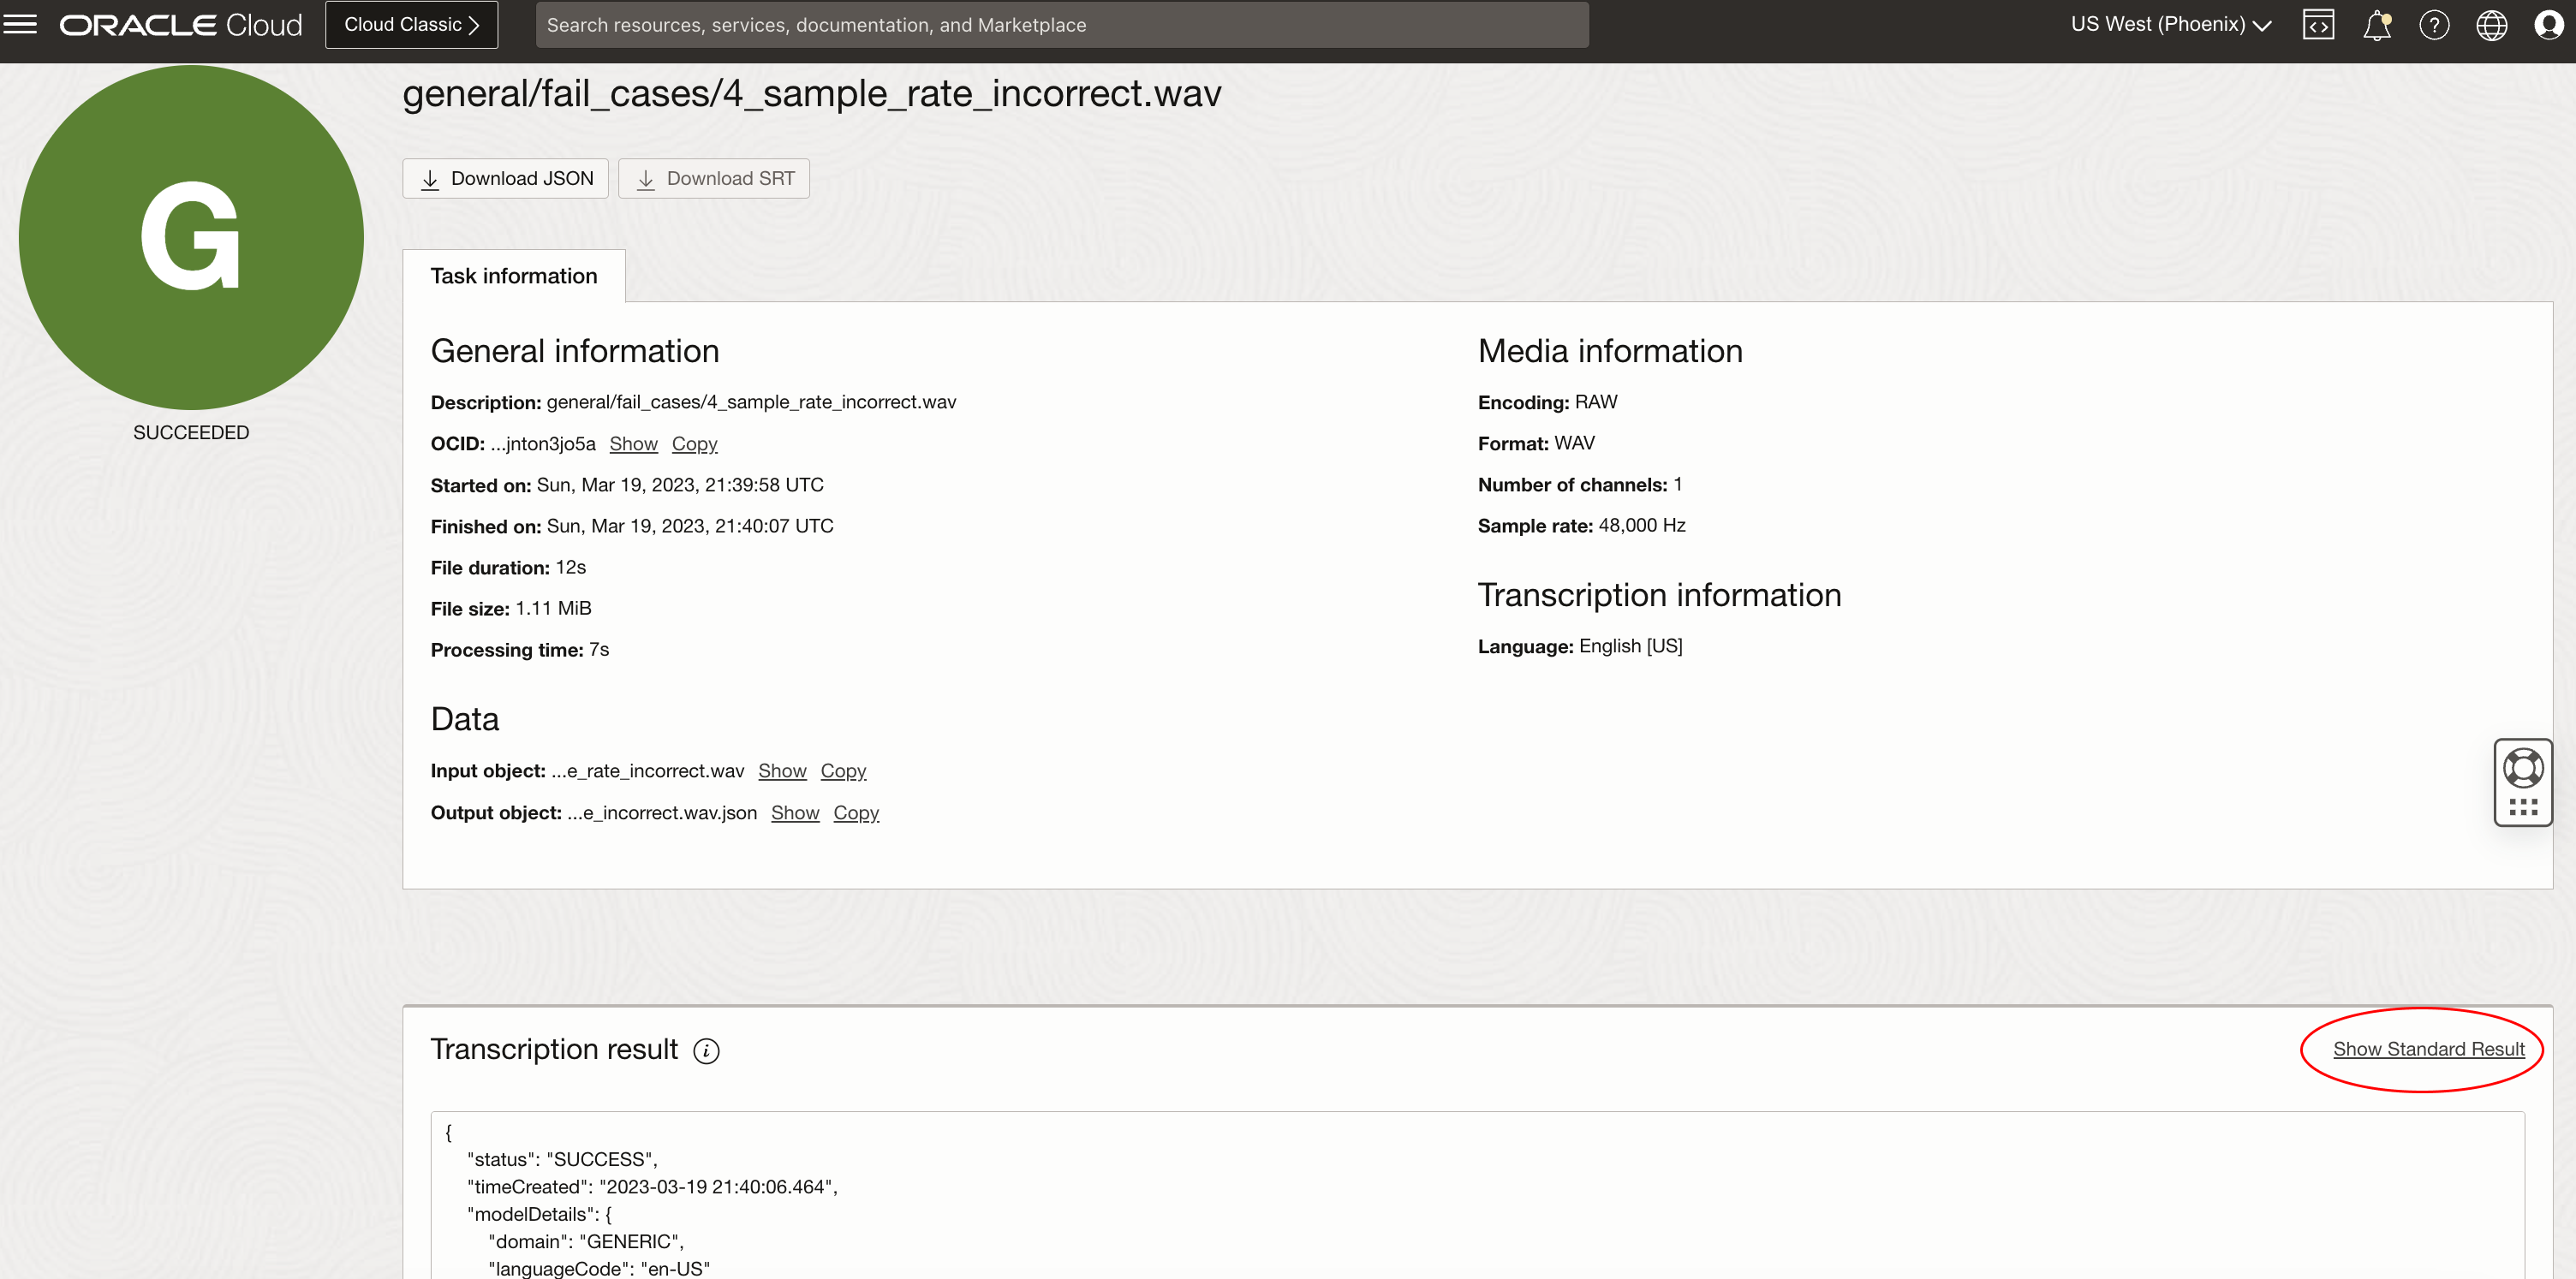 ORACLE Cloud
Cloud Classic
Search resources, services, documentation, and Marketplace
US West (Phoenix)
G
SUCCEEDED
general/fail_cases/4_sample_rate_incorrect.wav
Download JSON
Download SRT
Task information
General information
Description: general/fail_cases/4_sample_rate_incorrect.wav
OCID: ...jnton3jo5a Show Copy
Started on: Sun, Mar 19, 2023, 21:39:58 UTC
Finished on: Sun, Mar 19, 2023, 21:40:07 UTC
File duration: 12s
File size: 1.11 MiB
Processing time: 7s
Data
Input object: ...e_rate_incorrect.wav Show Copy
Output object: ...e_incorrect.wav.json Show Copy
Media information
Encoding: RAW
Format: WAV
Number of channels: 1
Sample rate: 48,000 Hz
Transcription information
Language: English [US]
Transcription result
Show Standard Result
{
"status": "SUCCESS",
"timeCreated": "2023-03-19 21:40:06.464",
"modelDetails": {
"domain": "GENERIC",
"languageCode": "en-US"